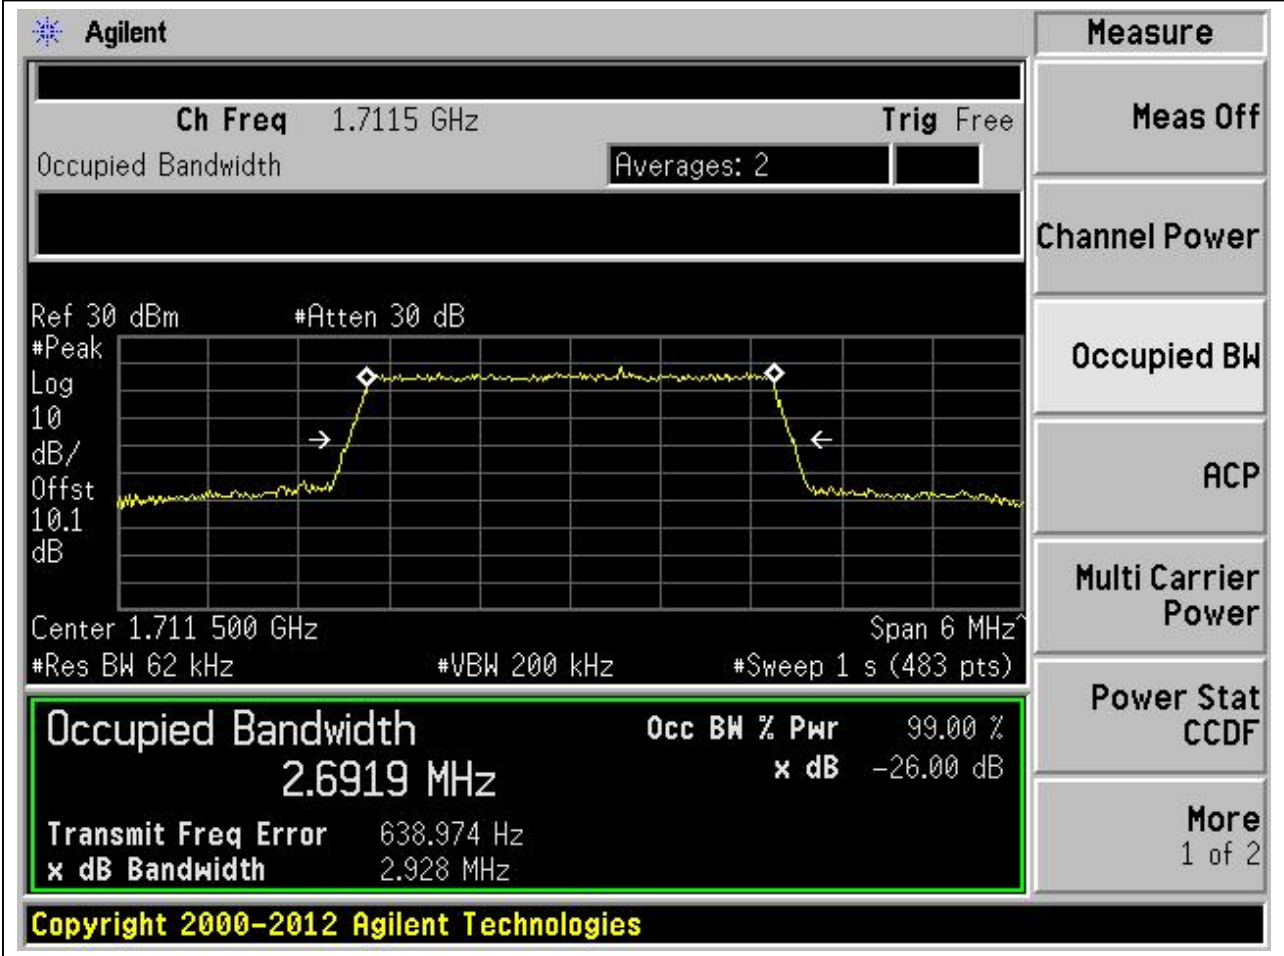 Agilent
Measure
Ch Freq 1.7115 GHz Trig Free
Occupied Bandwidth Averages: 2
Meas Off
Channel Power
Occupied BW
ACP
Multi Carrier
Power
Power Stat
CCDF
More
1 of 2
Ref 30 dBm #Atten 30 dB
#Peak
Log
10
dB/
Offst
10.1
dB
Center 1.711 500 GHz Span 6 MHz^
#Res BW 62 kHz #VBW 200 kHz #Sweep 1 s (483 pts)
Occupied Bandwidth Occ BW % Pwr 99.00 %
2.6919 MHz x dB -26.00 dB
Transmit Freq Error 638.974 Hz
x dB Bandwidth 2.928 MHz
Copyright 2000-2012 Agilent Technologies